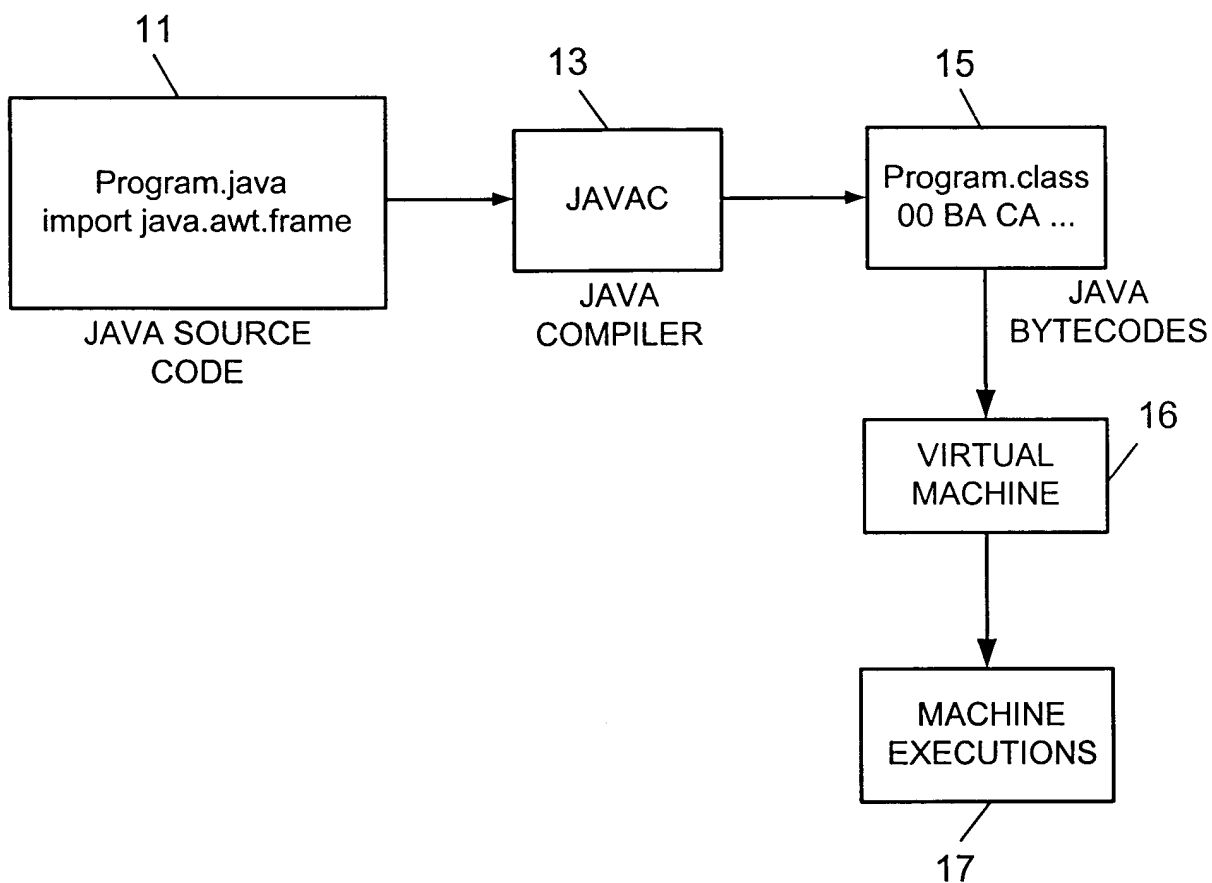 11
Program.java
import java.awt.frame
JAVA SOURCE
CODE
13
JAVAC
JAVA
COMPILER
15
Program.class
00 BA CA ...
JAVA
BYTECODES
16
VIRTUAL
MACHINE
MACHINE
EXECUTIONS
17